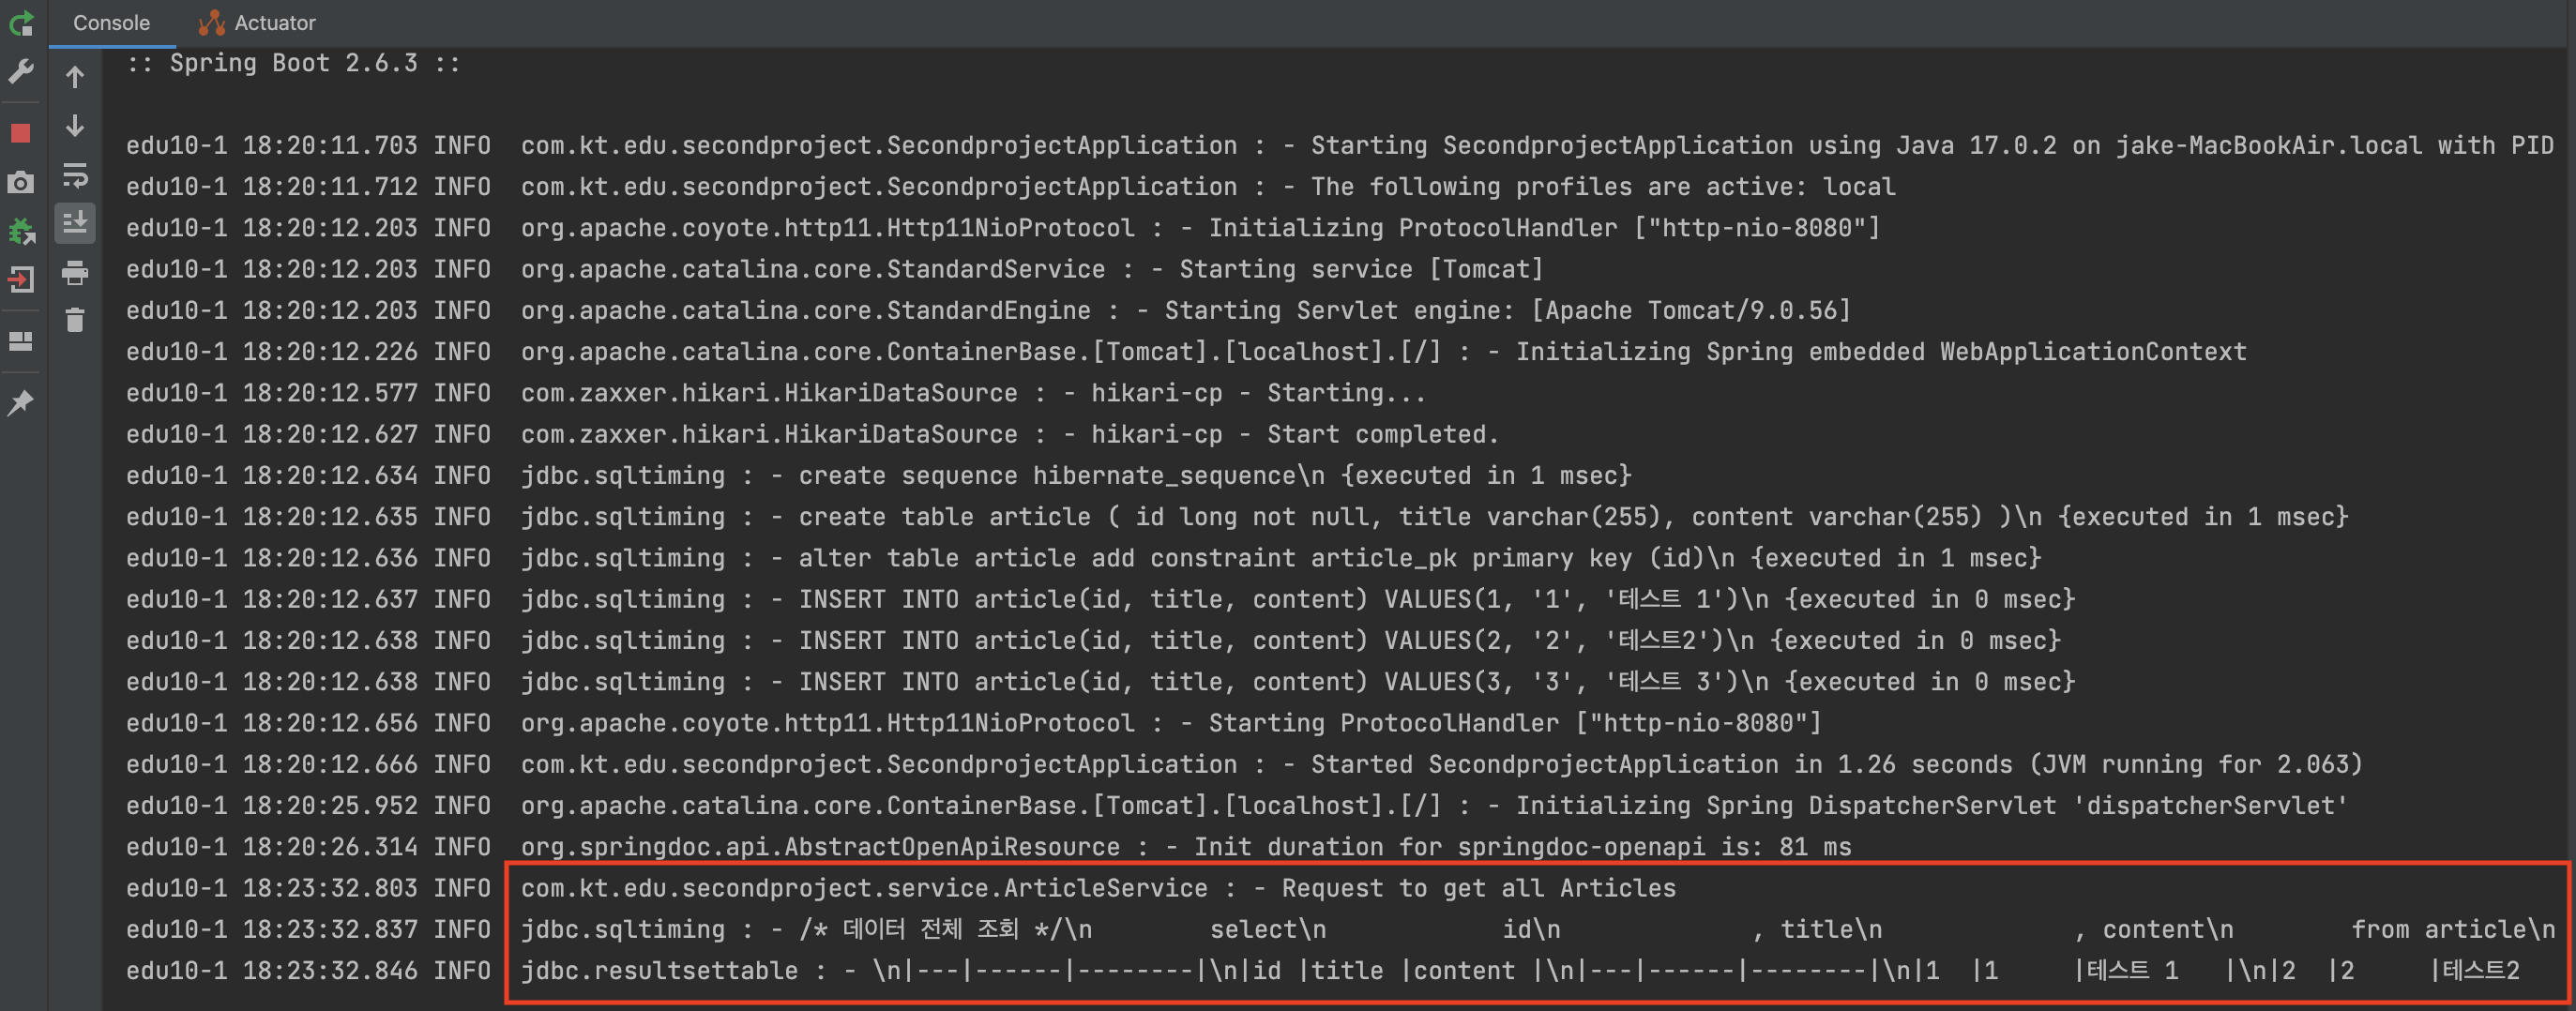 Console Actuator
:: Spring Boot 2.6.3 ::
edu10-1 18:20:11.703 INFO  com.kt.edu.secondproject.SecondprojectApplication : - Starting SecondprojectApplication using Java 17.0.2 on jake-MacBookAir.local with PID
edu10-1 18:20:11.712 INFO  com.kt.edu.secondproject.SecondprojectApplication : - The following profiles are active: local
edu10-1 18:20:12.203 INFO  org.apache.coyote.http11.Http11NioProtocol : - Initializing ProtocolHandler ["http-nio-8080"]
edu10-1 18:20:12.203 INFO  org.apache.catalina.core.StandardService : - Starting service [Tomcat]
edu10-1 18:20:12.203 INFO  org.apache.catalina.core.StandardEngine : - Starting Servlet engine: [Apache Tomcat/9.0.56]
edu10-1 18:20:12.226 INFO  org.apache.catalina.core.ContainerBase.[Tomcat].[localhost].[/] : - Initializing Spring embedded WebApplicationContext
edu10-1 18:20:12.577 INFO  com.zaxxer.hikari.HikariDataSource : - hikari-cp - Starting...
edu10-1 18:20:12.627 INFO  com.zaxxer.hikari.HikariDataSource : - hikari-cp - Start completed.
edu10-1 18:20:12.634 INFO  jdbc.sqltiming : - create sequence hibernate_sequence\n {executed in 1 msec}
edu10-1 18:20:12.635 INFO  jdbc.sqltiming : - create table article ( id long not null, title varchar(255), content varchar(255) )\n {executed in 1 msec}
edu10-1 18:20:12.636 INFO  jdbc.sqltiming : - alter table article add constraint article_pk primary key (id)\n {executed in 1 msec}
edu10-1 18:20:12.637 INFO  jdbc.sqltiming : - INSERT INTO article(id, title, content) VALUES(1, '1', '테스트 1')\n {executed in 0 msec}
edu10-1 18:20:12.638 INFO  jdbc.sqltiming : - INSERT INTO article(id, title, content) VALUES(2, '2', '테스트2')\n {executed in 0 msec}
edu10-1 18:20:12.638 INFO  jdbc.sqltiming : - INSERT INTO article(id, title, content) VALUES(3, '3', '테스트 3')\n {executed in 0 msec}
edu10-1 18:20:12.656 INFO  org.apache.coyote.http11.Http11NioProtocol : - Starting ProtocolHandler ["http-nio-8080"]
edu10-1 18:20:12.666 INFO  com.kt.edu.secondproject.SecondprojectApplication : - Started SecondprojectApplication in 1.26 seconds (JVM running for 2.063)
edu10-1 18:20:25.952 INFO  org.apache.catalina.core.ContainerBase.[Tomcat].[localhost].[/] : - Initializing Spring DispatcherServlet 'dispatcherServlet'
edu10-1 18:20:26.314 INFO  org.springdoc.api.AbstractOpenApiResource : - Init duration for springdoc-openapi is: 81 ms
edu10-1 18:23:32.803 INFO  com.kt.edu.secondproject.service.ArticleService : - Request to get all Articles
edu10-1 18:23:32.837 INFO  jdbc.sqltiming : - /* 데이터 전체 조회 */\n        select\n            id\n             , title\n             , content\n        from article\n
edu10-1 18:23:32.846 INFO  jdbc.resultsettable : - \n|---|------|--------|\n|id |title |content |\n|---|------|--------|\n|1  |1     |테스트 1   |\n|2  |2     |테스트2